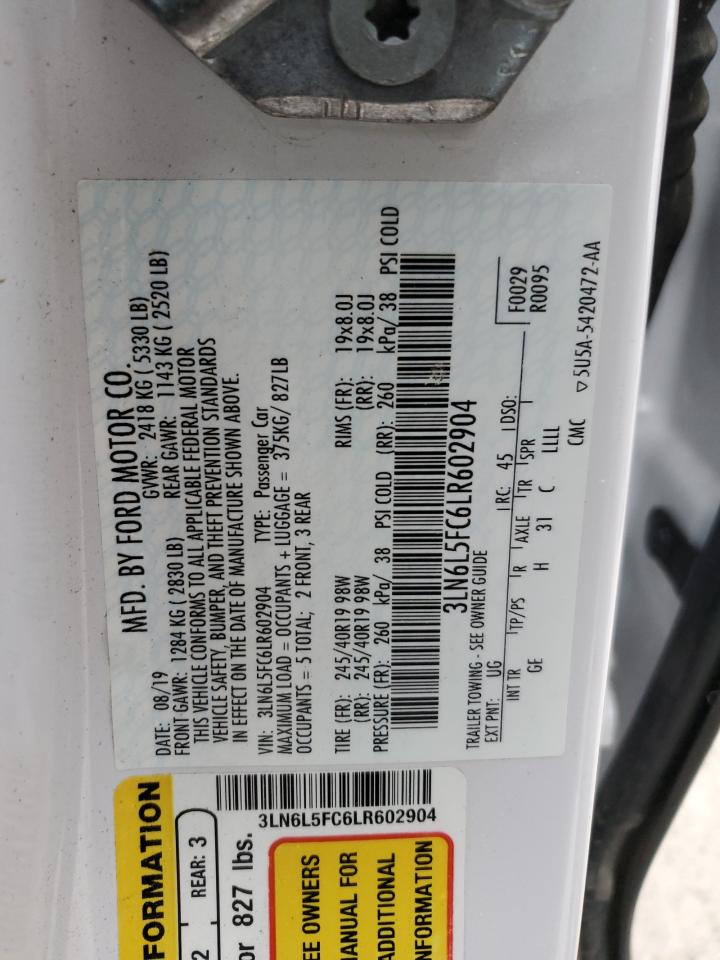 MFD. BY FORD MOTOR CO.
DATE: 08/19 GVWR: 2418 KG ( 5330 LB)
FRONT GAWR: 1284 KG ( 2830 LB) REAR GAWR: 1143 KG ( 2520 LB)
THIS VEHICLE CONFORMS TO ALL APPLICABLE FEDERAL MOTOR
VEHICLE SAFETY, BUMPER, AND THEFT PREVENTION STANDARDS
IN EFFECT ON THE DATE OF MANUFACTURE SHOWN ABOVE.
VIN: 3LN6L5FC6LR602904 TYPE: Passenger Car
MAXIMUM LOAD = OCCUPANTS + LUGGAGE = 375KG/ 827LB
OCCUPANTS = 5 TOTAL; 2 FRONT, 3 REAR
TIRE (FR): 245/40R19 98W RIMS (FR): 19x8.0J
(RR): 245/40R19 98W (RR): 19x8.0J
PRESSURE (FR): 260 kPa/ 38 PSI COLD (RR): 260 kPa/ 38 PSI COLD
3LN6L5FC6LR602904
TRAILER TOWING - SEE OWNER GUIDE
F0029
R0095
EXT PNT: UG RC: 45 DSO:
INT TR TP/PS R AXLE TR SPR
GE H 31 C LLLL
CMC ▽5U5A-5420472-AA
NFORMATION
2 REAR: 3
or 827 lbs.
3LN6L5FC6LR602904
EE OWNERS
ANUAL FOR
ADDITIONAL
NFORMATION